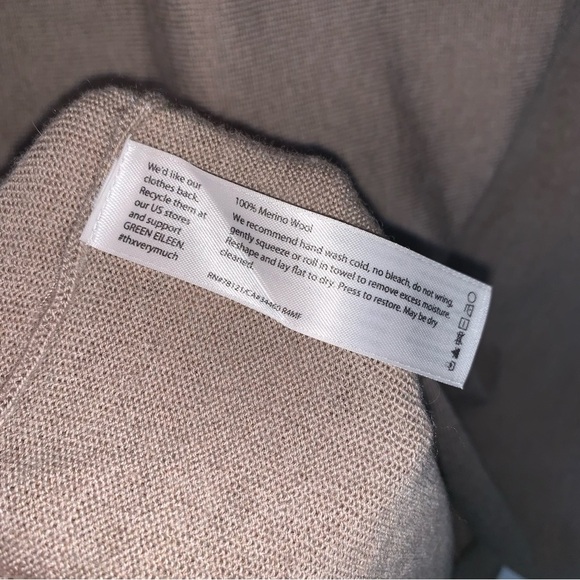 We'd like our
clothes back.
Recycle them at
our US stores
and support
GREEN EILEEN.
#thxverymuch
100% Merino Wool
We recommend hand wash cold, no bleach, do not wring,
gently squeeze or roll in towel to remove excess moisture.
Reshape and lay flat to dry. Press to restore. May be dry
cleaned.
RN#78121/CA#34460 R4MF